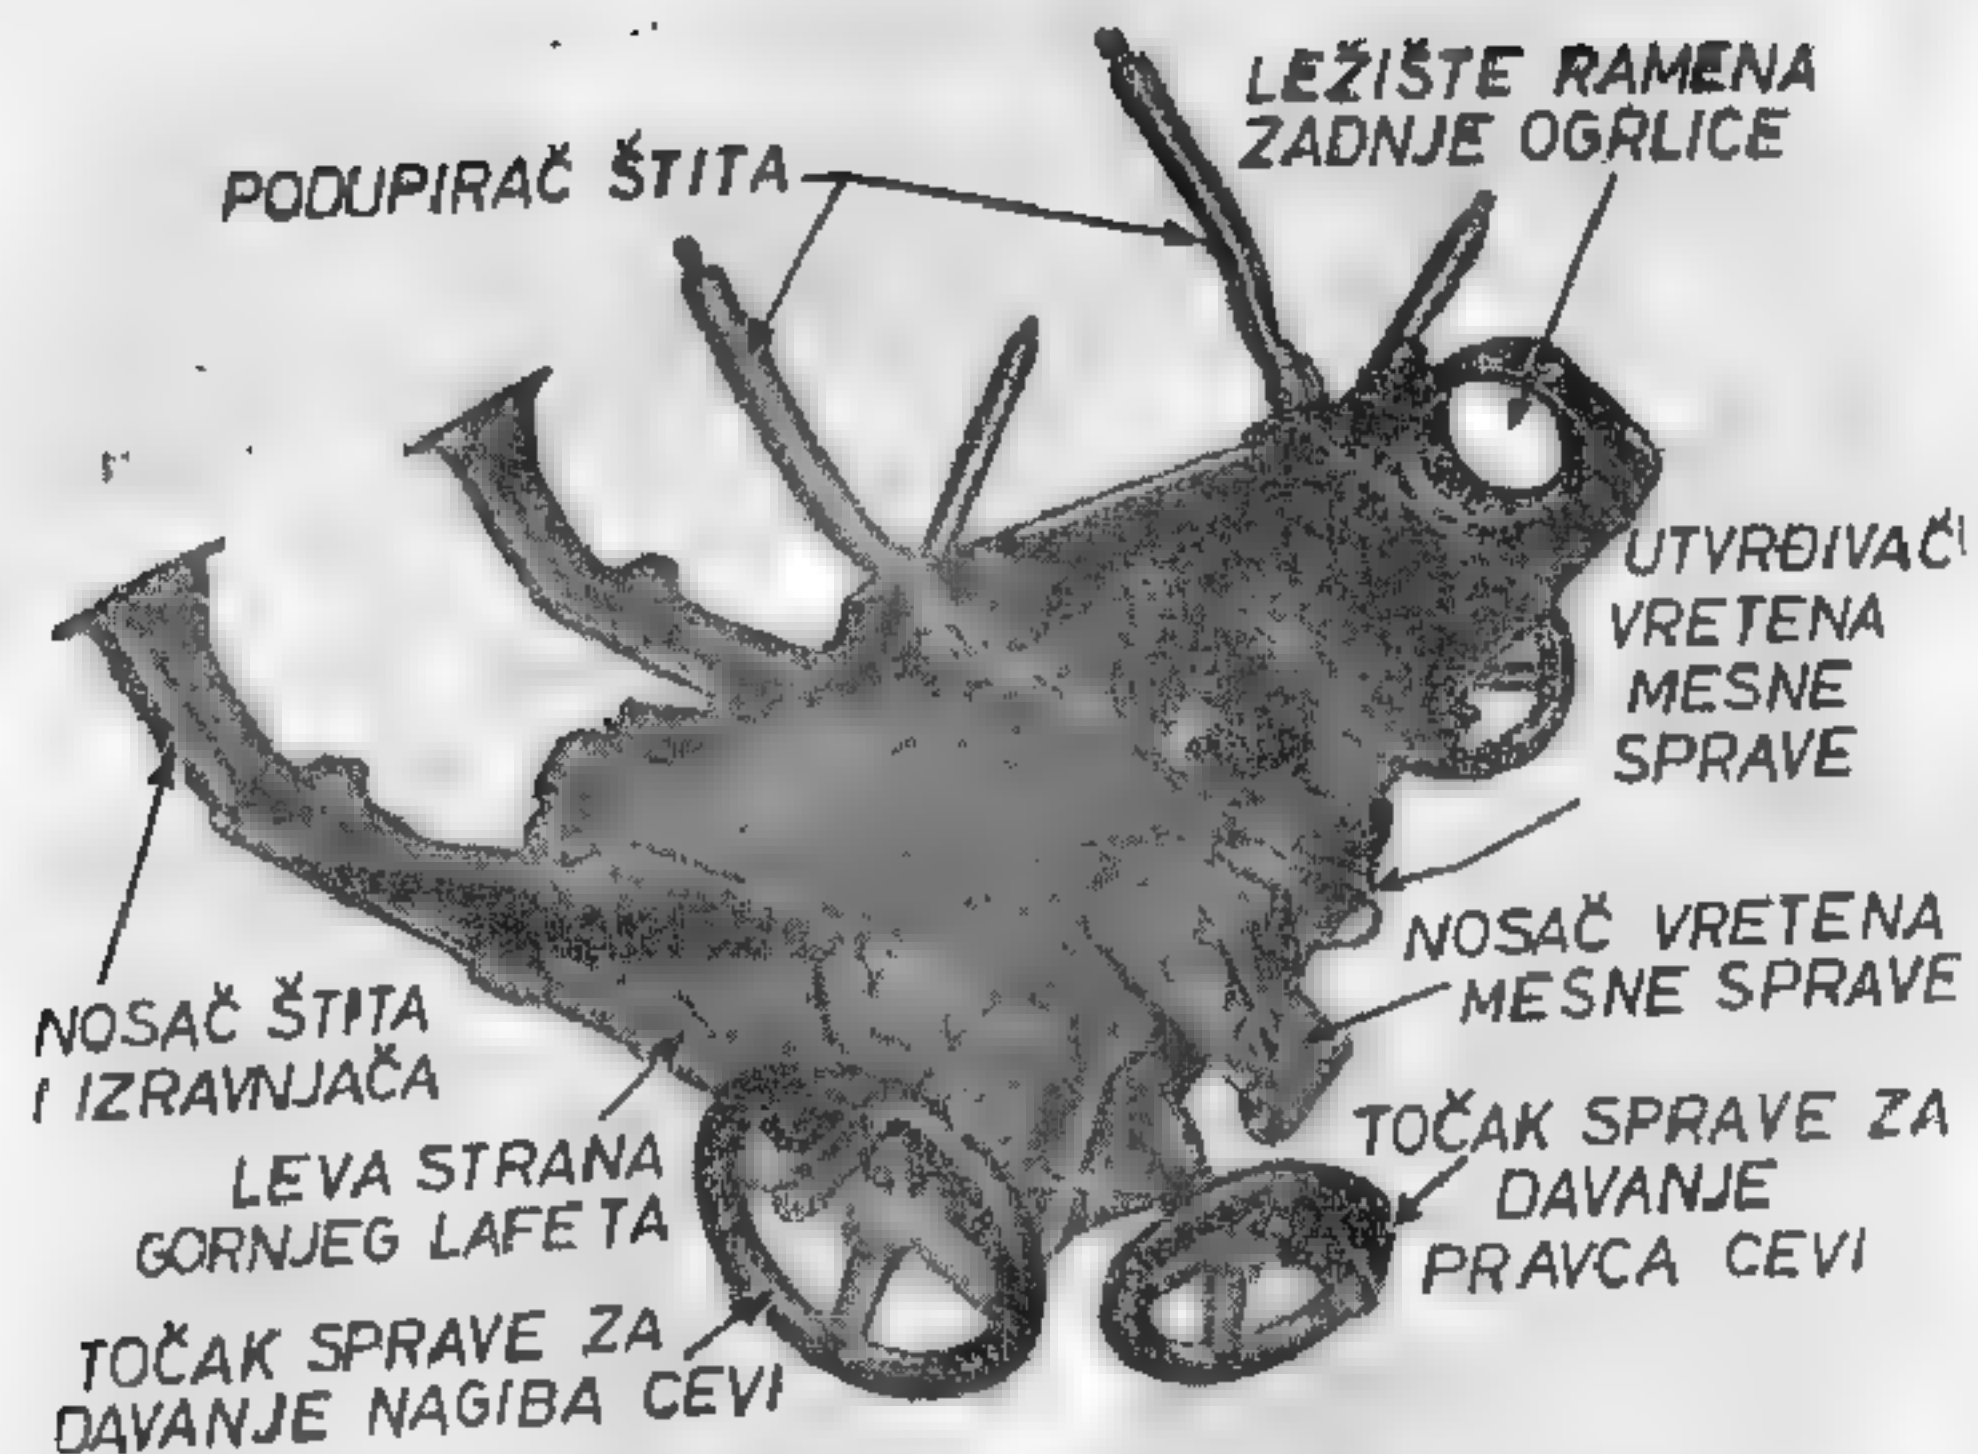 LEŽIŠTE RAMENA
ZADNJE OGRLICE
PODUPIRAČ ŠTITA
UTVRĐIVAČ
VRETENA
MESNE
SPRAVE
NOSAČ VRETENA
MESNE SPRAVE
NOSAČ ŠTITA
I IZRAVNJAČA
TOČAK SPRAVE ZA
DAVANJE
PRAVCA CEVI
LEVA STRANA
GORNJEG LAFETA
TOČAK SPRAVE ZA
DAVANJE NAGIBA CEVI